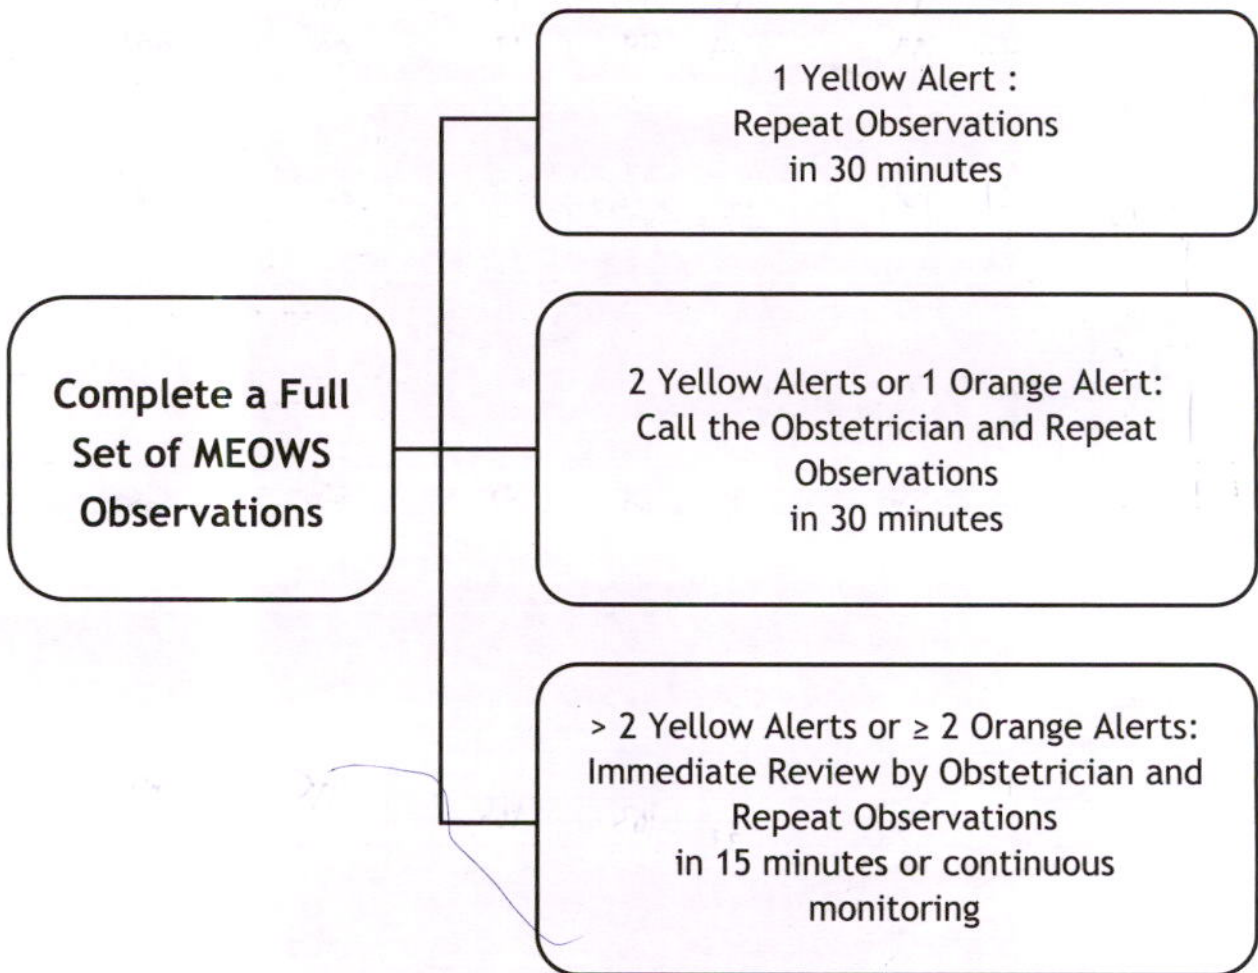 1 Yellow Alert :
Repeat Observations
in 30 minutes
Complete a Full
Set of MEOWS
Observations
2 Yellow Alerts or 1 Orange Alert:
Call the Obstetrician and Repeat
Observations
in 30 minutes
> 2 Yellow Alerts or ≥ 2 Orange Alerts:
Immediate Review by Obstetrician and
Repeat Observations
in 15 minutes or continuous
monitoring